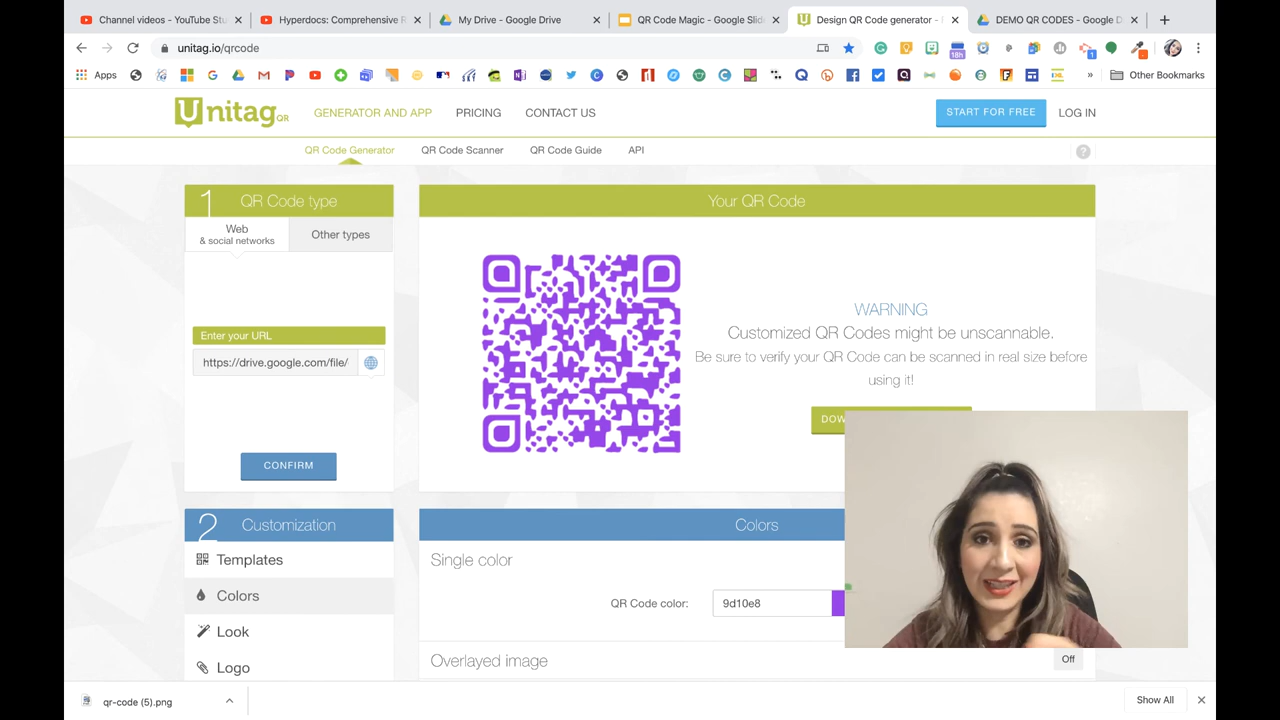 Channel videos - YouTube Stu
Hyperdocs: Comprehensive R
My Drive - Google Drive
QR Code Magic - Google Slid
Design QR Code generator -
DEMO QR CODES - Google D
unitag.io/qrcode
18h
Apps
Other Bookmarks
Unitag QR
GENERATOR AND APP
PRICING
CONTACT US
START FOR FREE
LOG IN
QR Code Generator
QR Code Scanner
QR Code Guide
API
?
1 QR Code type
Your QR Code
Web
& social networks
Other types
WARNING
Customized QR Codes might be unscannable.
Be sure to verify your QR Code can be scanned in real size before
using it!
Enter your URL
https://drive.google.com/file/
DOW
CONFIRM
2 Customization
Colors
Templates
Single color
Colors
QR Code color:
9d10e8
Look
Overlayed image
Off
Logo
qr-code (5).png
Show All